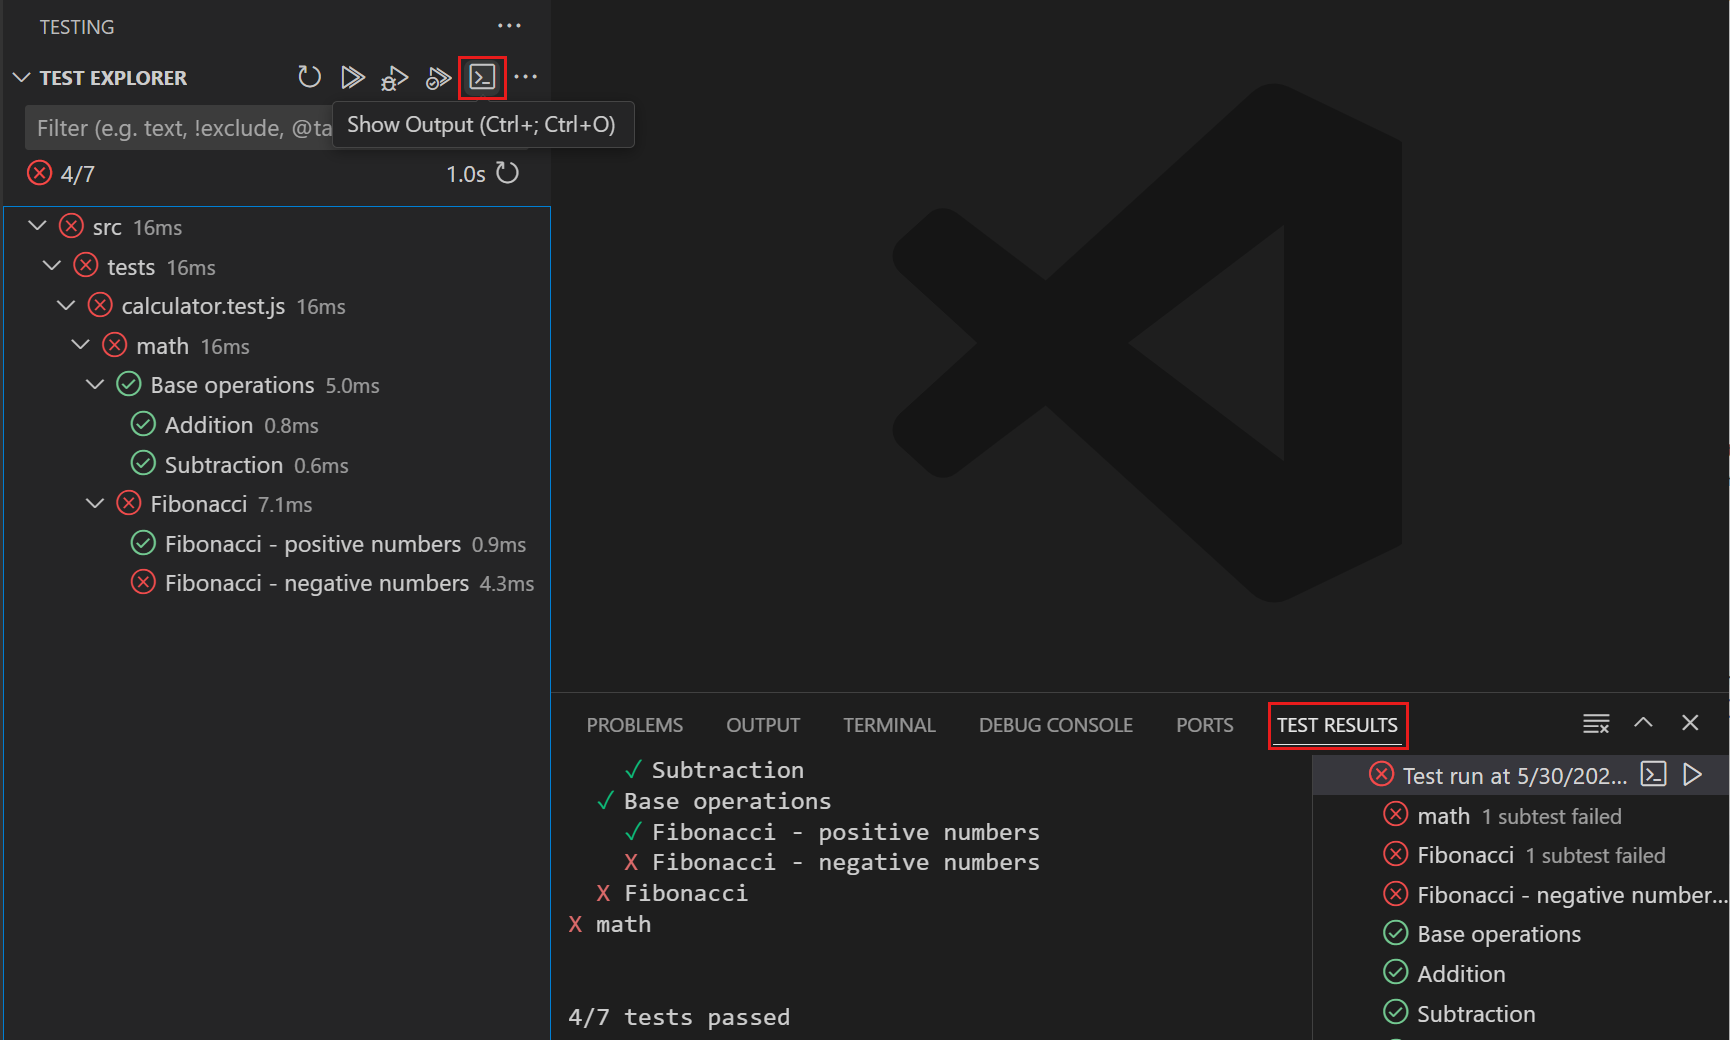 TESTING
TEST EXPLORER
Filter (e.g. text, !exclude, @ta
Show Output (Ctrl+; Ctrl+O)
4/7
1.0s
src 16ms
tests 16ms
calculator.test.js 16ms
math 16ms
Base operations 5.0ms
Addition 0.8ms
Subtraction 0.6ms
Fibonacci 7.1ms
Fibonacci - positive numbers 0.9ms
Fibonacci - negative numbers 4.3ms
PROBLEMS OUTPUT TERMINAL DEBUG CONSOLE PORTS TEST RESULTS
✓ Subtraction
✓ Base operations
✓ Fibonacci - positive numbers
X Fibonacci - negative numbers
X Fibonacci
X math
4/7 tests passed
Test run at 5/30/202...
math 1 subtest failed
Fibonacci 1 subtest failed
Fibonacci - negative number...
Base operations
Addition
Subtraction